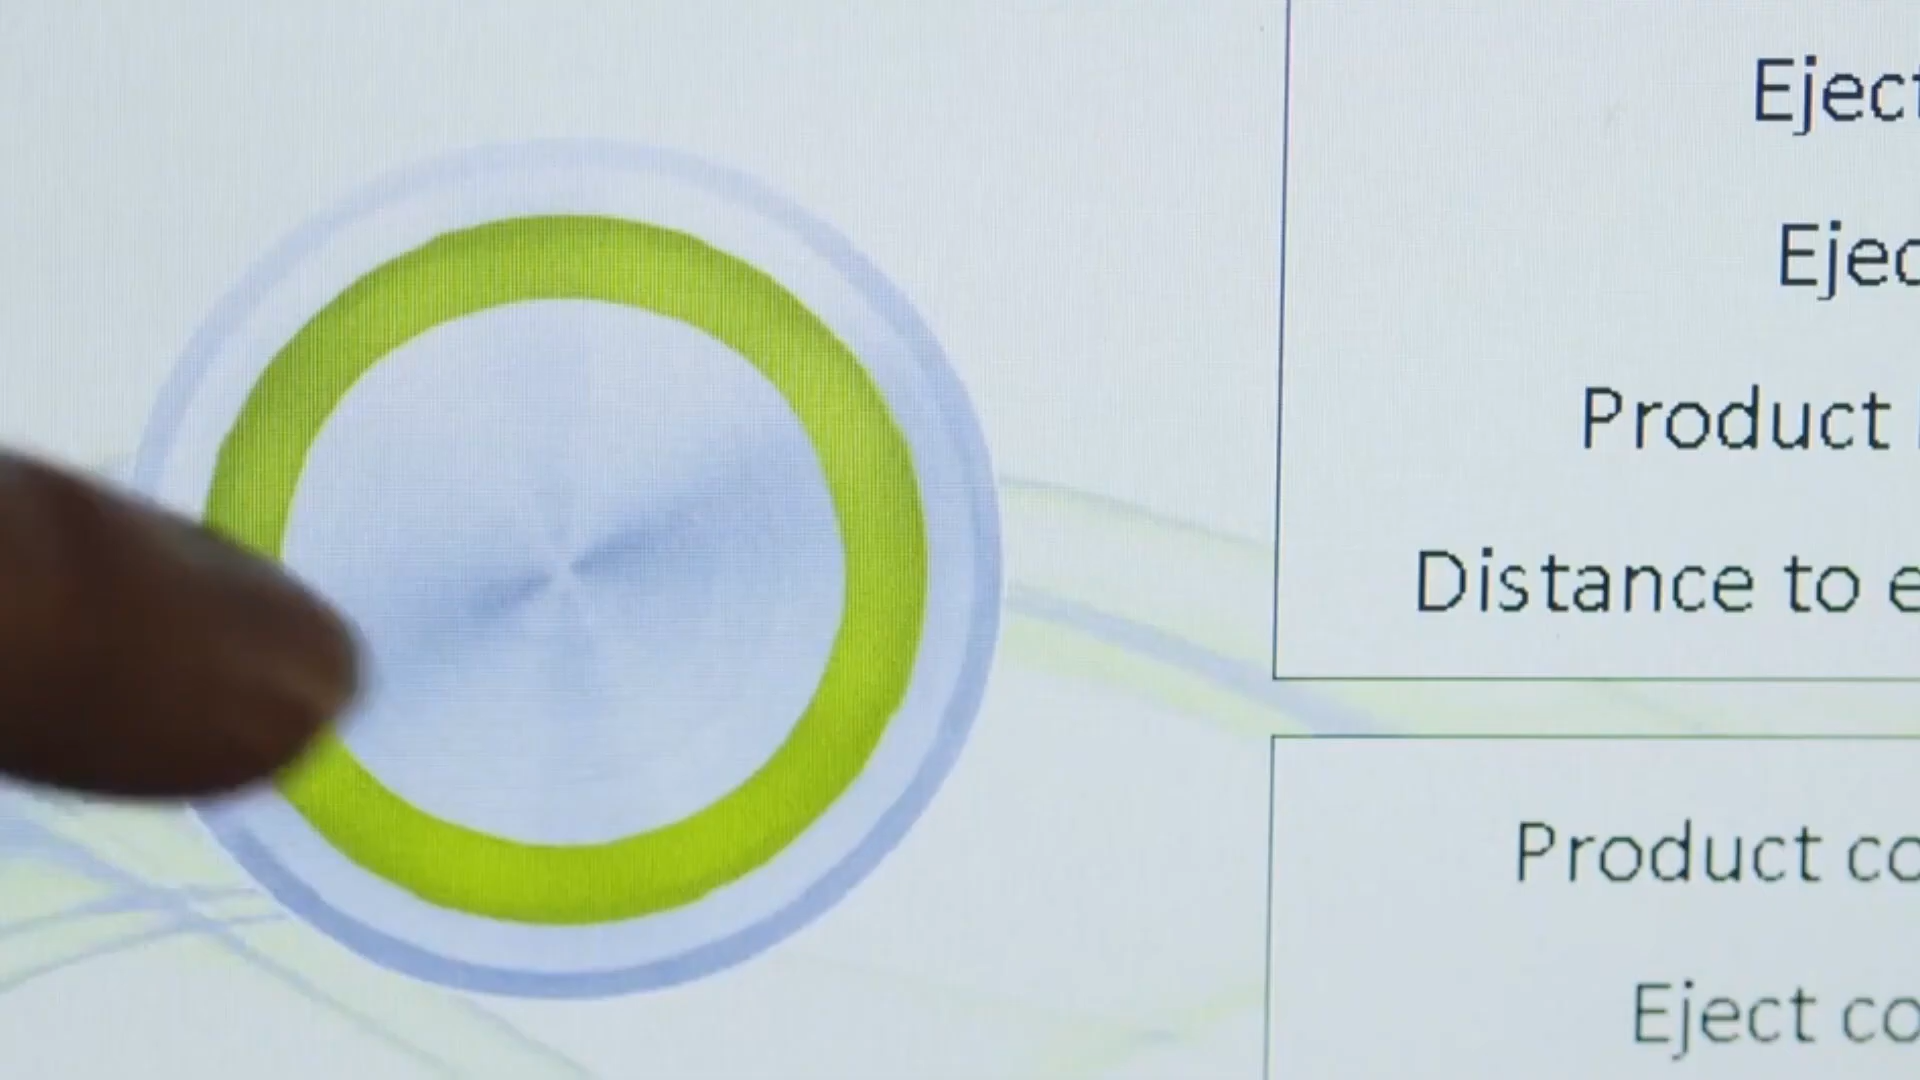 Eject
Ejec
Product
Distance to e
Product co
Eject co